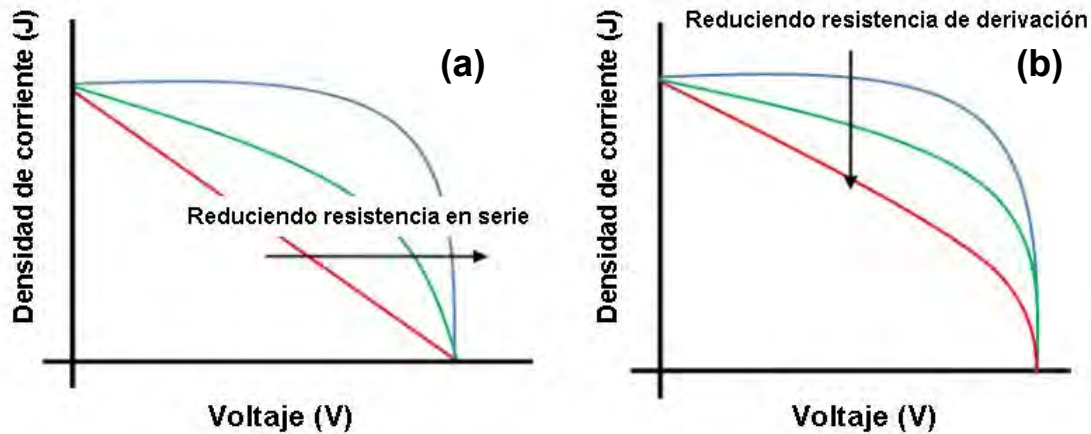 Densidad de corriente (J)
(a)
Reduciendo resistencia en serie
Voltaje (V)
Densidad de corriente (J)
Reduciendo resistencia de derivación
(b)
Voltaje (V)